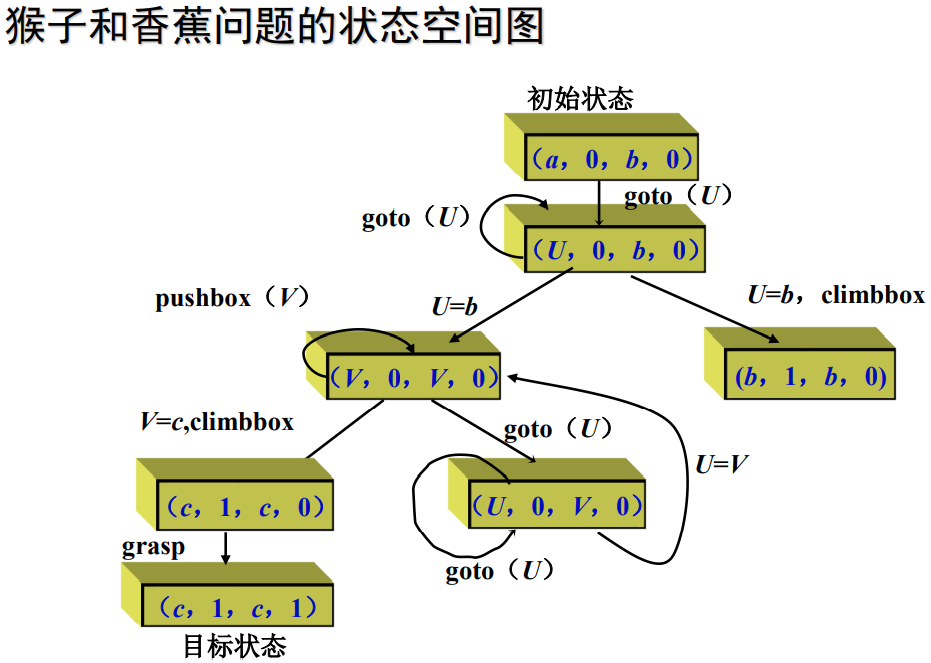 猴子和香蕉问题的状态空间图
初始状态
（a，0，b，0）
goto（U）
goto（U）
（U，0，b，0）
pushbox（V）
U=b
U=b，climbbox
（V，0，V，0）
(b，1，b，0)
V=c,climbbox
goto（U）
U=V
（c，1，c，0）
（U，0，V，0）
grasp
goto（U）
（c，1，c，1）
目标状态